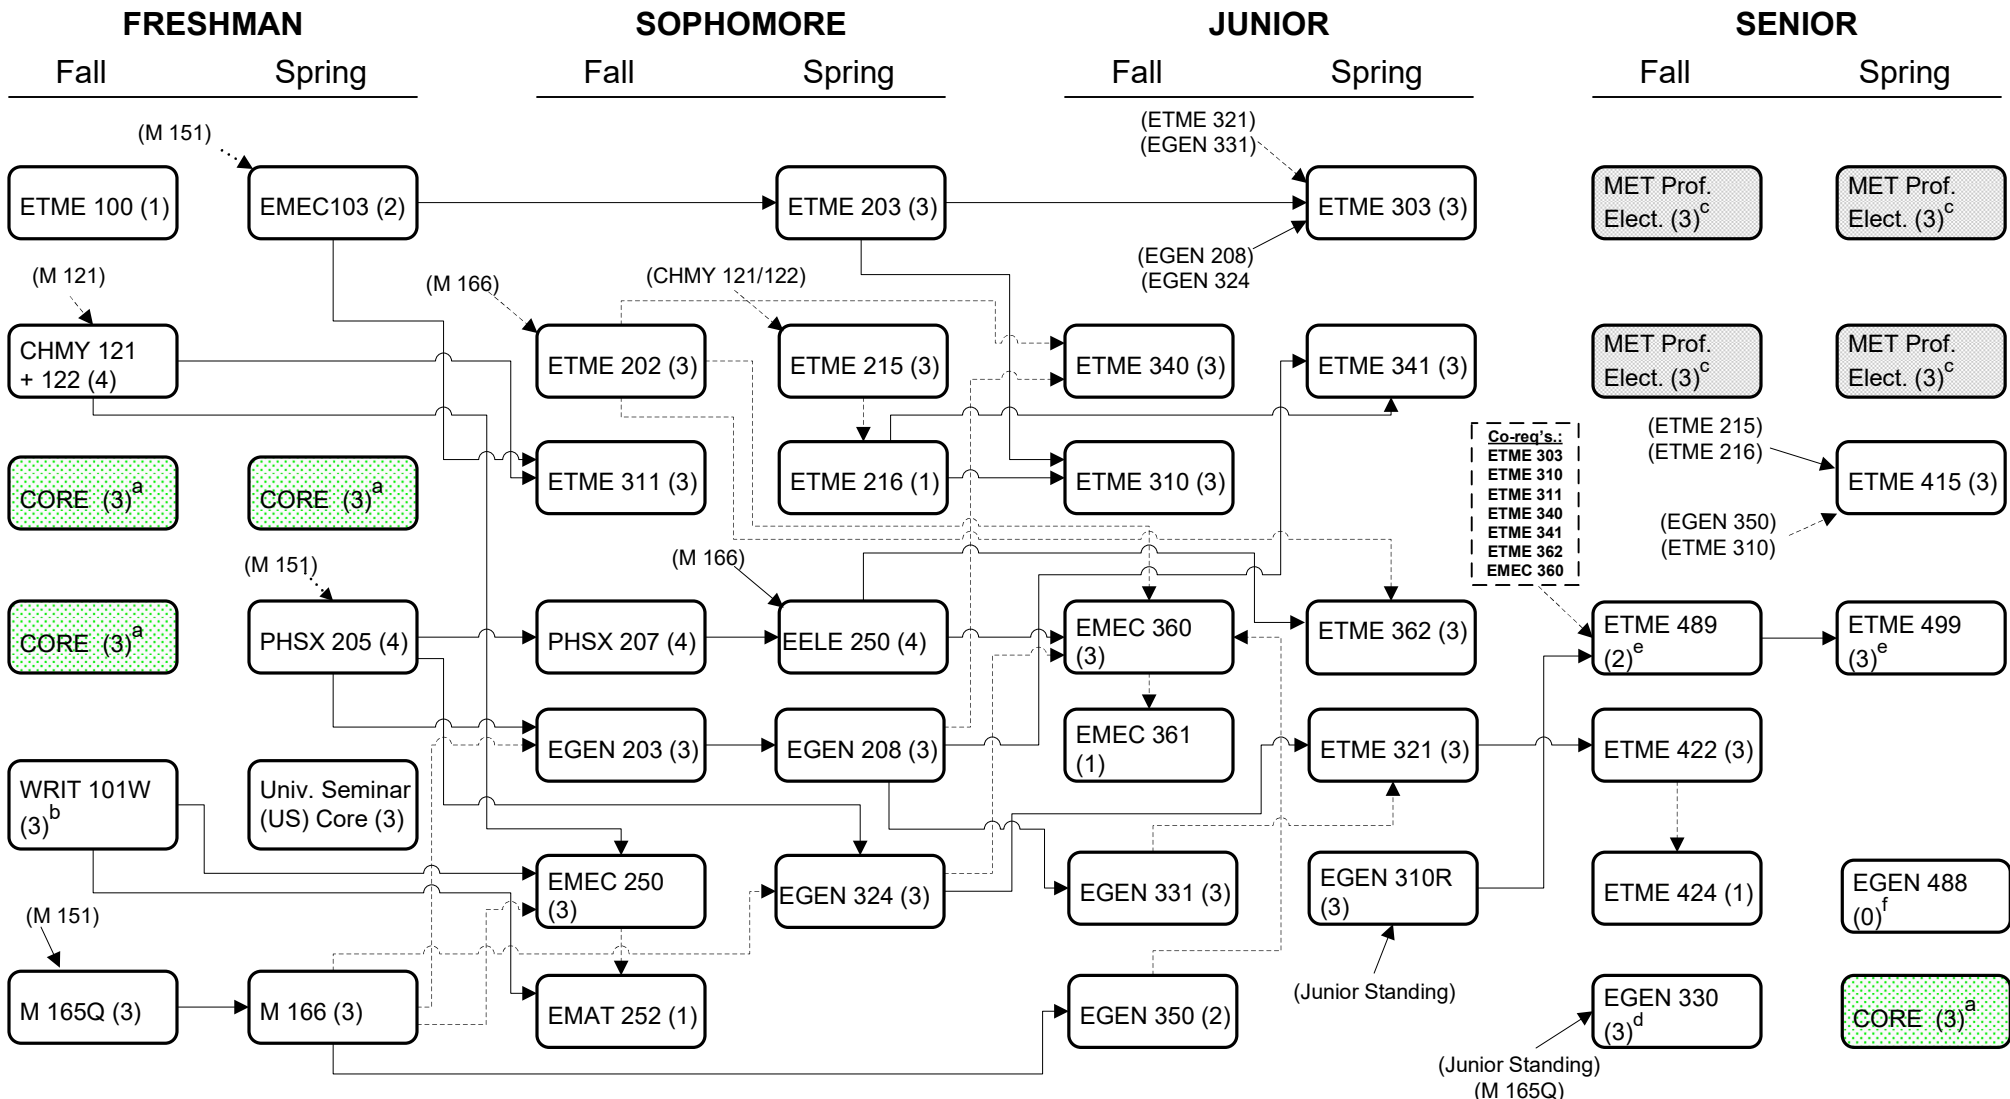 FRESHMAN
SOPHOMORE
JUNIOR
SENIOR
Fall
Spring
Fall
Spring
Fall
Spring
Fall
Spring
(M 151)
(ETME 321)
(EGEN 331)
ETME 100 (1)
EMEC103 (2)
ETME 203 (3)
ETME 303 (3)
MET Prof.
Elect. (3)c
MET Prof.
Elect. (3)c
(EGEN 208)
(EGEN 324
(M 121)
(M 166)
(CHMY 121/122)
CHMY 121
+ 122 (4)
ETME 202 (3)
ETME 215 (3)
ETME 340 (3)
ETME 341 (3)
MET Prof.
Elect. (3)c
MET Prof.
Elect. (3)c
Co-req's.:
ETME 303
ETME 310
ETME 311
ETME 340
ETME 341
ETME 362
EMEC 360
(ETME 215)
(ETME 216)
CORE (3)a
CORE (3)a
ETME 311 (3)
ETME 216 (1)
ETME 310 (3)
ETME 415 (3)
(EGEN 350)
(ETME 310)
(M 151)
(M 166)
CORE (3)a
PHSX 205 (4)
PHSX 207 (4)
EELE 250 (4)
EMEC 360
(3)
ETME 362 (3)
ETME 489
(2)e
ETME 499
(3)e
EGEN 203 (3)
EGEN 208 (3)
EMEC 361
(1)
ETME 321 (3)
ETME 422 (3)
WRIT 101W
(3)b
Univ. Seminar
(US) Core (3)
EMEC 250
(3)
EGEN 324 (3)
EGEN 331 (3)
EGEN 310R
(3)
ETME 424 (1)
EGEN 488
(0)f
(M 151)
(Junior Standing)
M 165Q (3)
M 166 (3)
EMAT 252 (1)
EGEN 350 (2)
EGEN 330
(3)d
CORE (3)a
(Junior Standing)
(M 165Q)